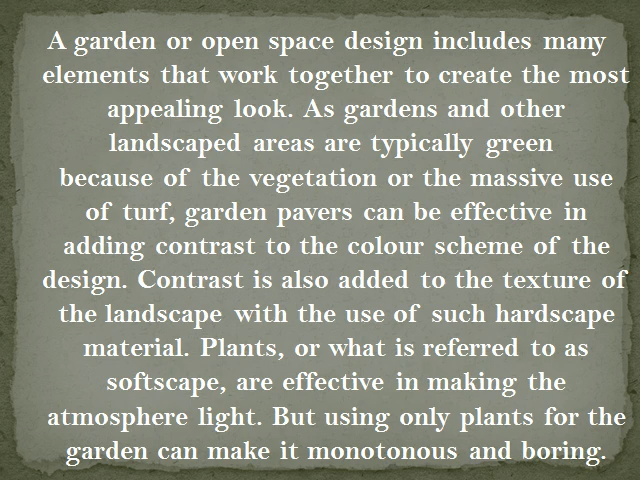 A garden or open space design includes many
elements that work together to create the most
appealing look. As gardens and other
landscaped areas are typically green
because of the vegetation or the massive use
of turf, garden pavers can be effective in
adding contrast to the colour scheme of the
design. Contrast is also added to the texture of
the landscape with the use of such hardscape
material. Plants, or what is referred to as
softscape, are effective in making the
atmosphere light. But using only plants for the
garden can make it monotonous and boring.